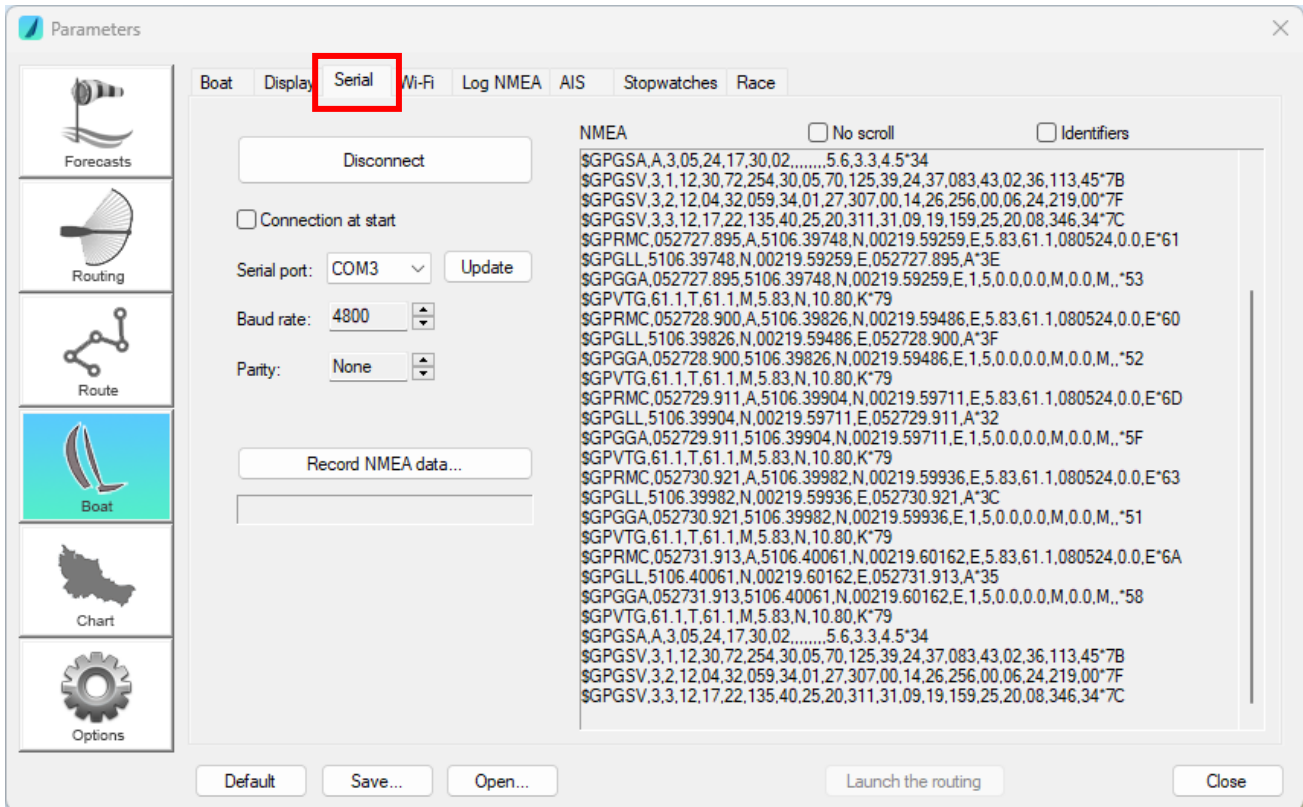 Parameters
Forecasts
Routing
Route
Boat
Chart
Options
Boat Display Serial Wi-Fi Log NMEA AIS Stopwatches Race
Disconnect
Connection at start
Serial port: COM3 Update
Baud rate: 4800
Parity: None
Record NMEA data...
NMEA No scroll Identifiers
$GPGSA,A,3,05,24,17,30,02,,,,,,,,5.6,3.3,4.5*34
$GPGSV,3,1,12,30,72,254,30,05,70,125,39,24,37,083,43,02,36,113,45*7B
$GPGSV,3,2,12,04,32,059,34,01,27,307,00,14,26,256,00,06,24,219,00*7F
$GPGSV,3,3,12,17,22,135,40,25,20,311,31,09,19,159,25,20,08,346,34*7C
$GPRMC,052727.895,A,5106.39748,N,00219.59259,E,5.83,61.1,080524,0.0,E*61
$GPGLL,5106.39748,N,00219.59259,E,052727.895,A*3E
$GPGGA,052727.895,5106.39748,N,00219.59259,E,1,5,0.0,0.0,M,0.0,M,,*53
$GPVTG,61.1,T,61.1,M,5.83,N,10.80,K*79
$GPRMC,052728.900,A,5106.39826,N,00219.59486,E,5.83,61.1,080524,0.0,E*60
$GPGLL,5106.39826,N,00219.59486,E,052728.900,A*3F
$GPGGA,052728.900,5106.39826,N,00219.59486,E,1,5,0.0,0.0,M,0.0,M,,*52
$GPVTG,61.1,T,61.1,M,5.83,N,10.80,K*79
$GPRMC,052729.911,A,5106.39904,N,00219.59711,E,5.83,61.1,080524,0.0,E*6D
$GPGLL,5106.39904,N,00219.59711,E,052729.911,A*32
$GPGGA,052729.911,5106.39904,N,00219.59711,E,1,5,0.0,0.0,M,0.0,M,,*5F
$GPVTG,61.1,T,61.1,M,5.83,N,10.80,K*79
$GPRMC,052730.921,A,5106.39982,N,00219.59936,E,5.83,61.1,080524,0.0,E*63
$GPGLL,5106.39982,N,00219.59936,E,052730.921,A*3C
$GPGGA,052730.921,5106.39982,N,00219.59936,E,1,5,0.0,0.0,M,0.0,M,,*51
$GPVTG,61.1,T,61.1,M,5.83,N,10.80,K*79
$GPRMC,052731.913,A,5106.40061,N,00219.60162,E,5.83,61.1,080524,0.0,E*6A
$GPGLL,5106.40061,N,00219.60162,E,052731.913,A*35
$GPGGA,052731.913,5106.40061,N,00219.60162,E,1,5,0.0,0.0,M,0.0,M,,*58
$GPVTG,61.1,T,61.1,M,5.83,N,10.80,K*79
$GPGSA,A,3,05,24,17,30,02,,,,,,,,5.6,3.3,4.5*34
$GPGSV,3,1,12,30,72,254,30,05,70,125,39,24,37,083,43,02,36,113,45*7B
$GPGSV,3,2,12,04,32,059,34,01,27,307,00,14,26,256,00,06,24,219,00*7F
$GPGSV,3,3,12,17,22,135,40,25,20,311,31,09,19,159,25,20,08,346,34*7C
Default Save... Open... Launch the routing Close